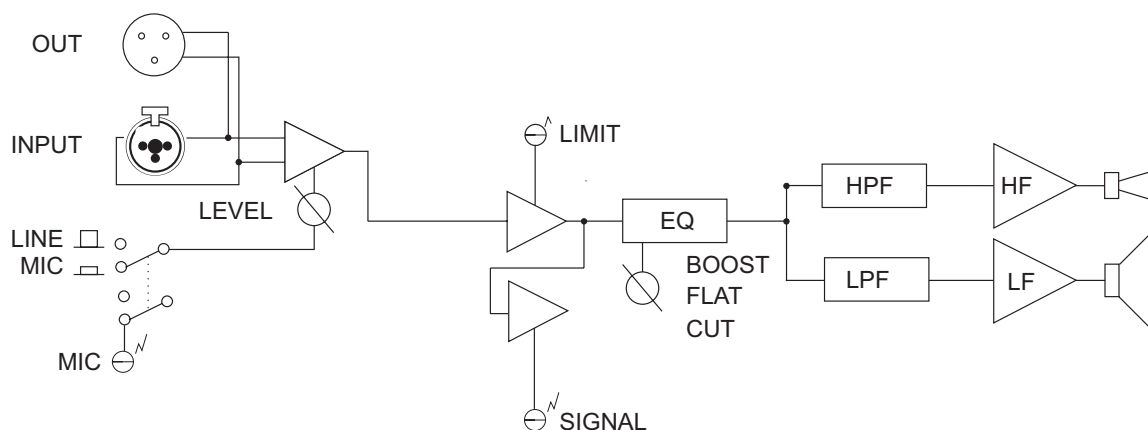 OUT
INPUT
LIMIT
LEVEL
LINE
MIC
MIC
EQ
BOOST
FLAT
CUT
HPF
HF
LPF
LF
SIGNAL